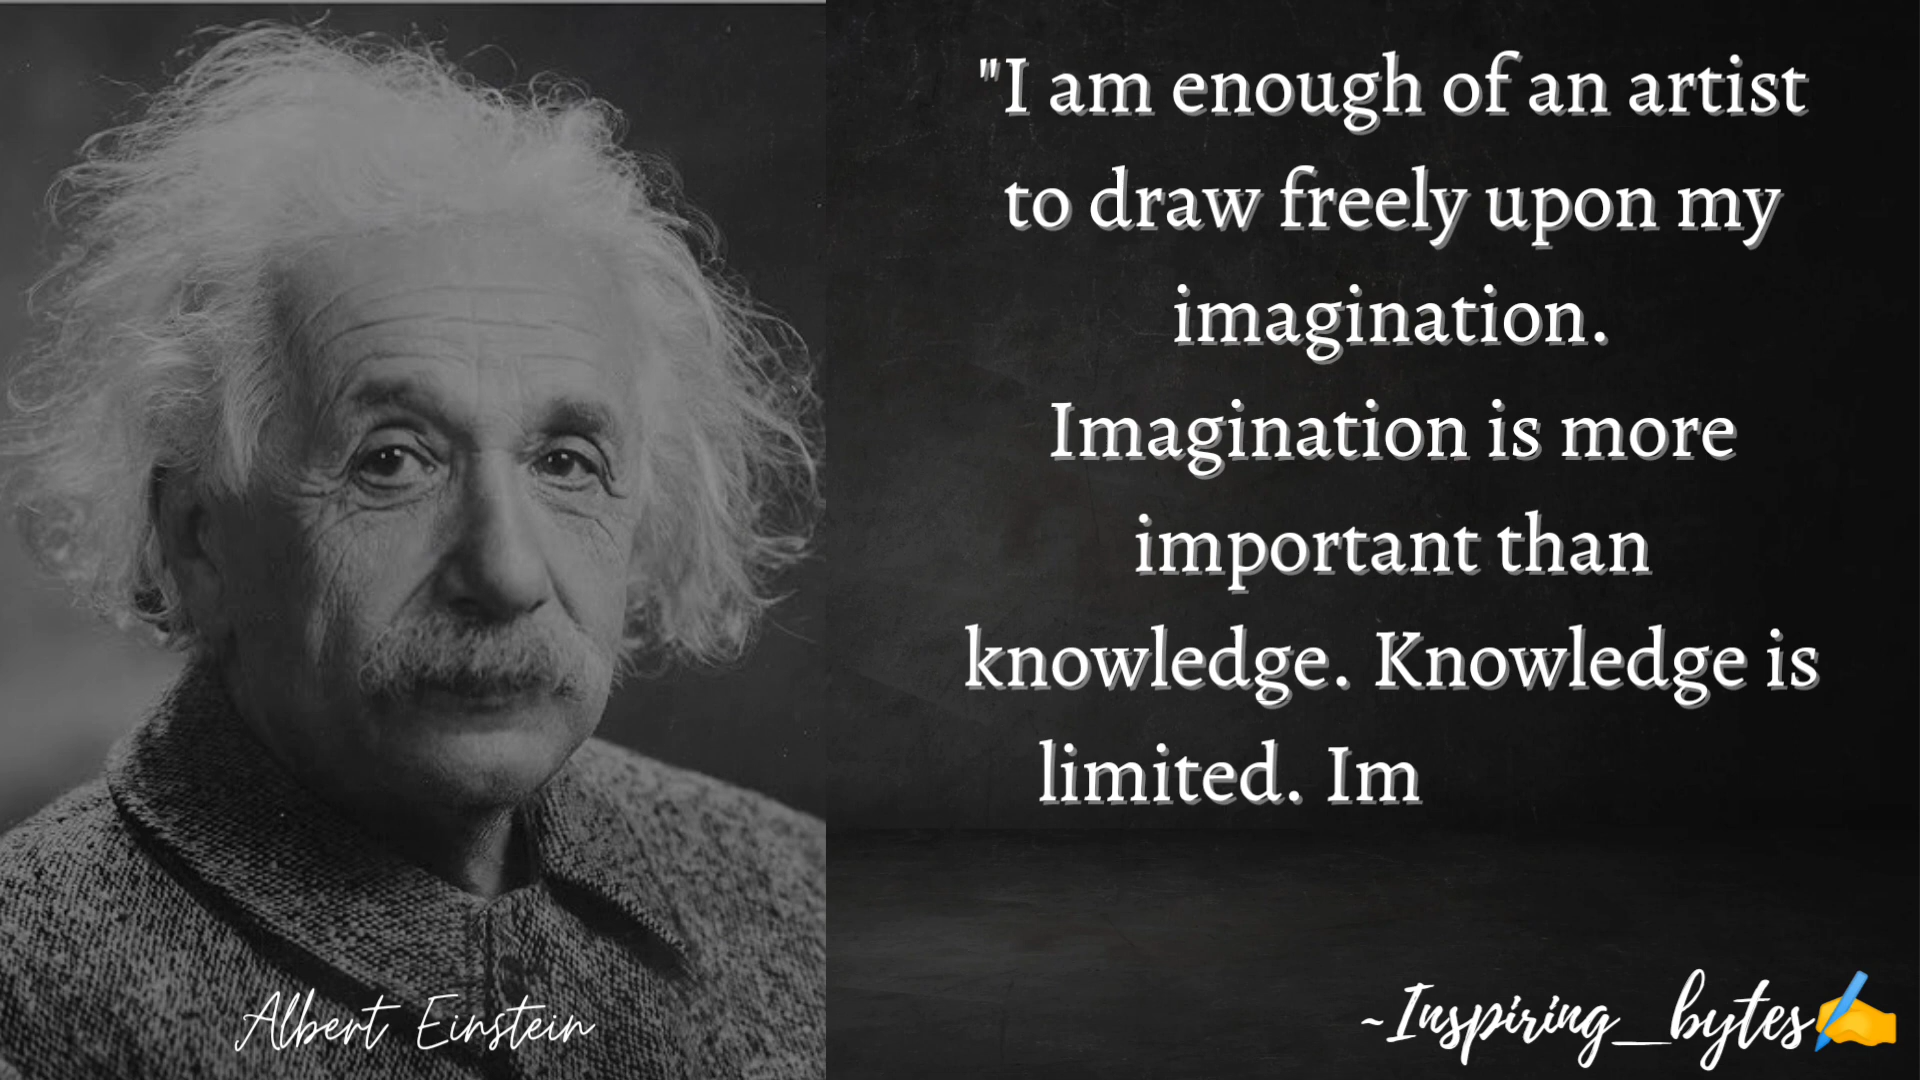 "I am enough of an artist
to draw freely upon my
imagination.
Imagination is more
important than
knowledge. Knowledge is
limited. Im
Albert Einstein
~Inspiring_bytes✍️